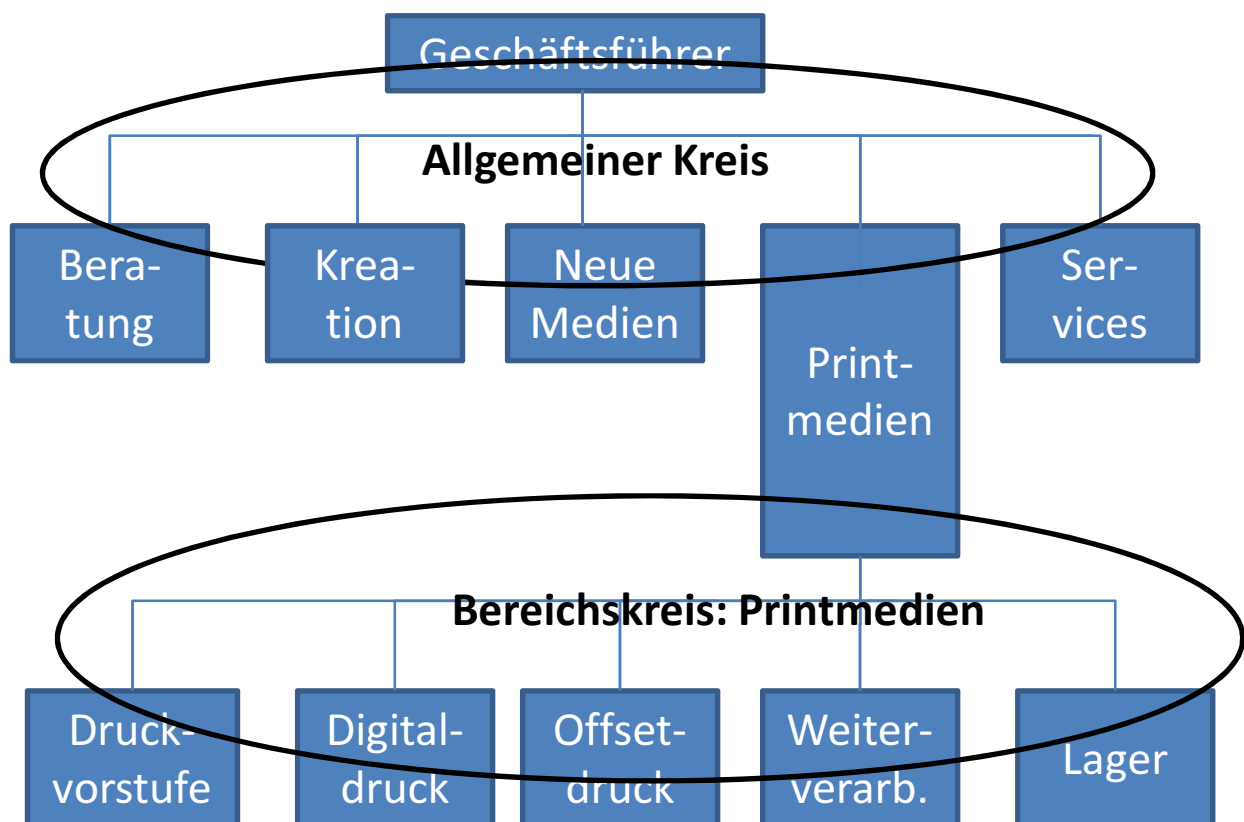 Geschäftsführer
Allgemeiner Kreis
Bera-
tung
Krea-
tion
Neue
Medien
Print-
medien
Ser-
vices
Bereichskreis: Printmedien
Druck-
vorstufe
Digital-
druck
Offset-
druck
Weiter-
verarb.
Lager